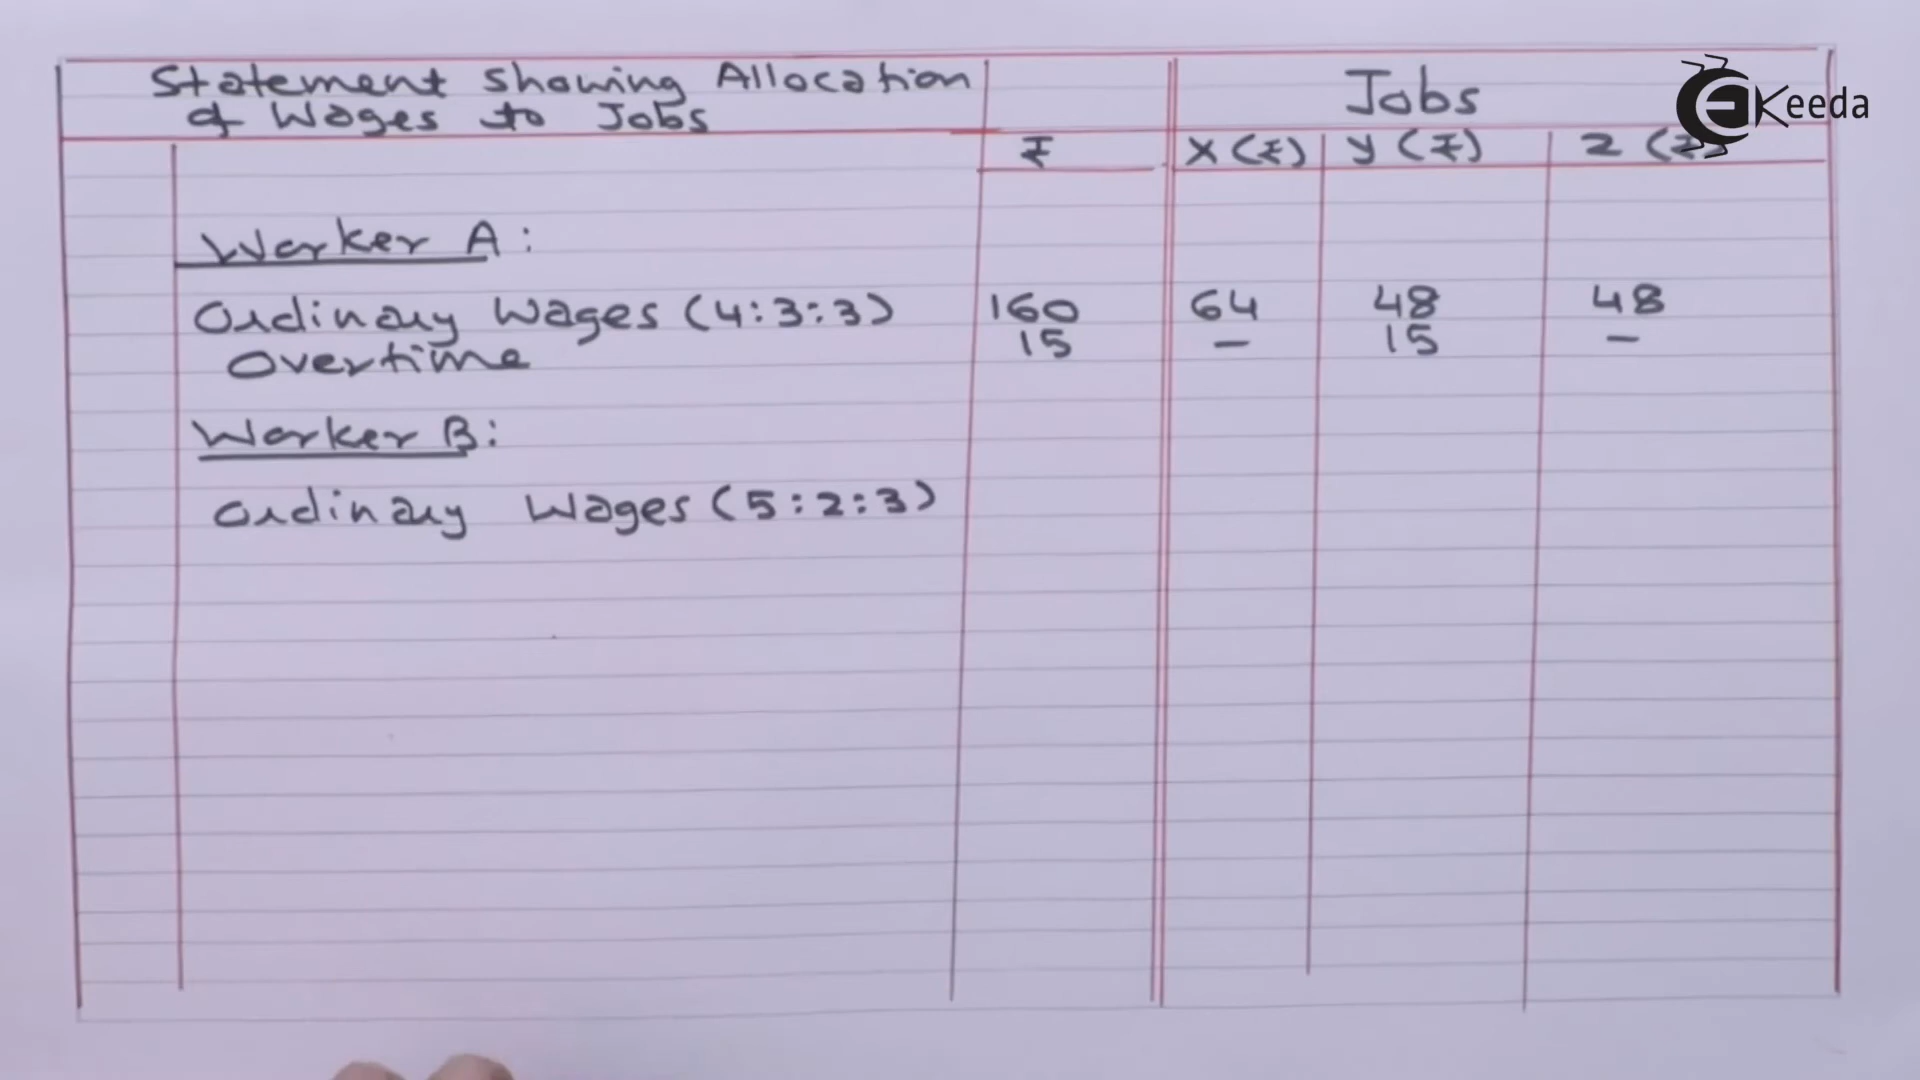 Statement showing Allocation
of Wages to Jobs
Jobs
Keeda
₹ X (₹) Y (₹) Z (₹)
Worker A:
Ordinary Wages (4:3:3) 160 64 48 48
Overtime 15 — 15 —
Worker B:
Ordinary Wages (5:2:3)